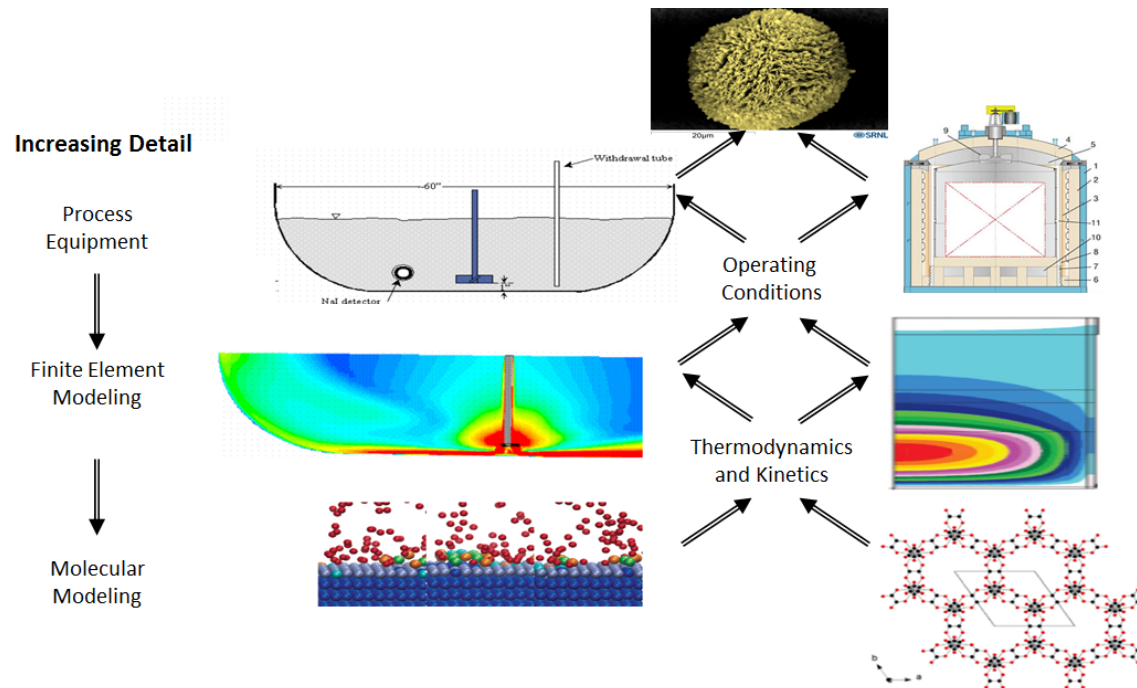 20μm
SRNL
Increasing Detail
Withdrawal tube
60"
Process
Equipment
NaI detector
1"
Operating
Conditions
9
4
5
1
2
3
11
10
8
7
6
Finite Element
Modeling
Thermodynamics
and Kinetics
Molecular
Modeling
b
a